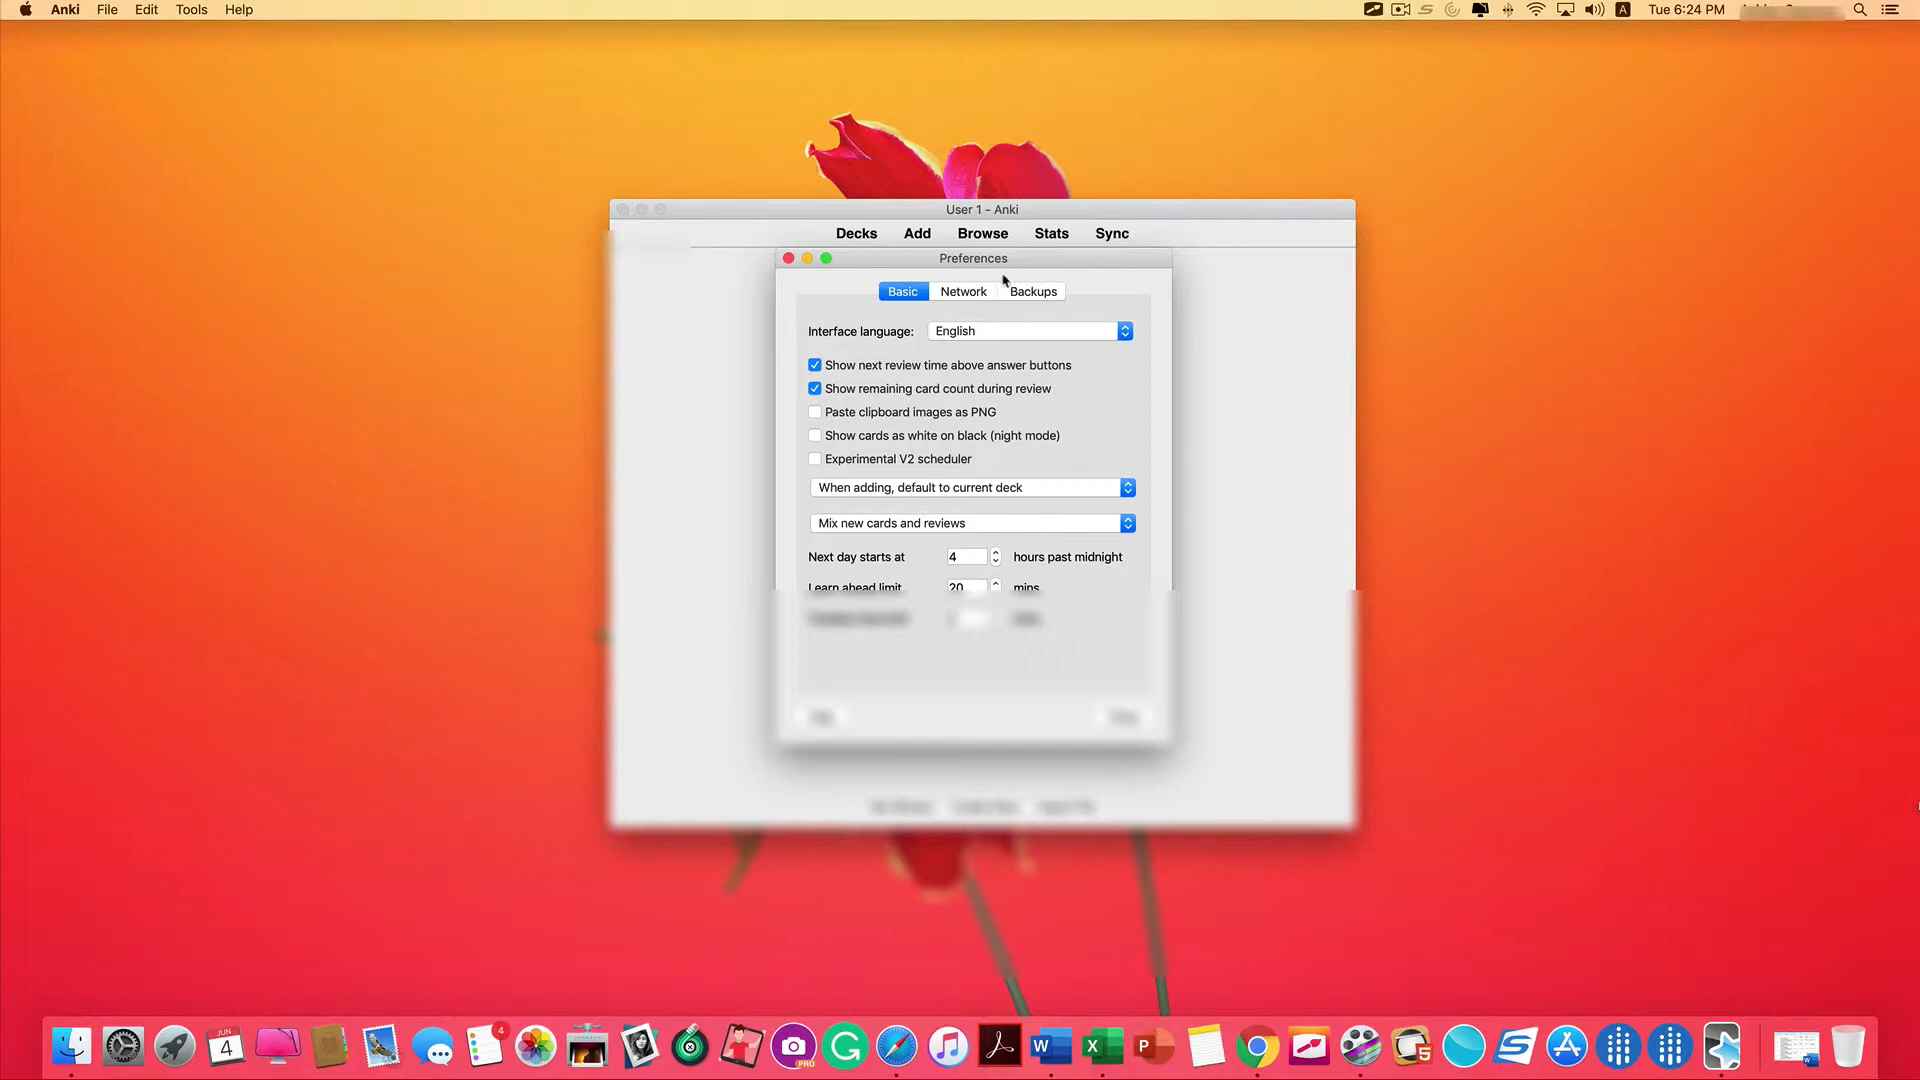 Anki File Edit Tools Help
A Tue 6:24 PM
User 1 - Anki
Decks Add Browse Stats Sync
Preferences
Basic Network Backups
Interface language: English
Show next review time above answer buttons
Show remaining card count during review
Paste clipboard images as PNG
Show cards as white on black (night mode)
Experimental V2 scheduler
When adding, default to current deck
Mix new cards and reviews
Next day starts at 4 hours past midnight
Learn ahead limit 20 mins
JUN
4
4
PRO
W
X
P
5
S